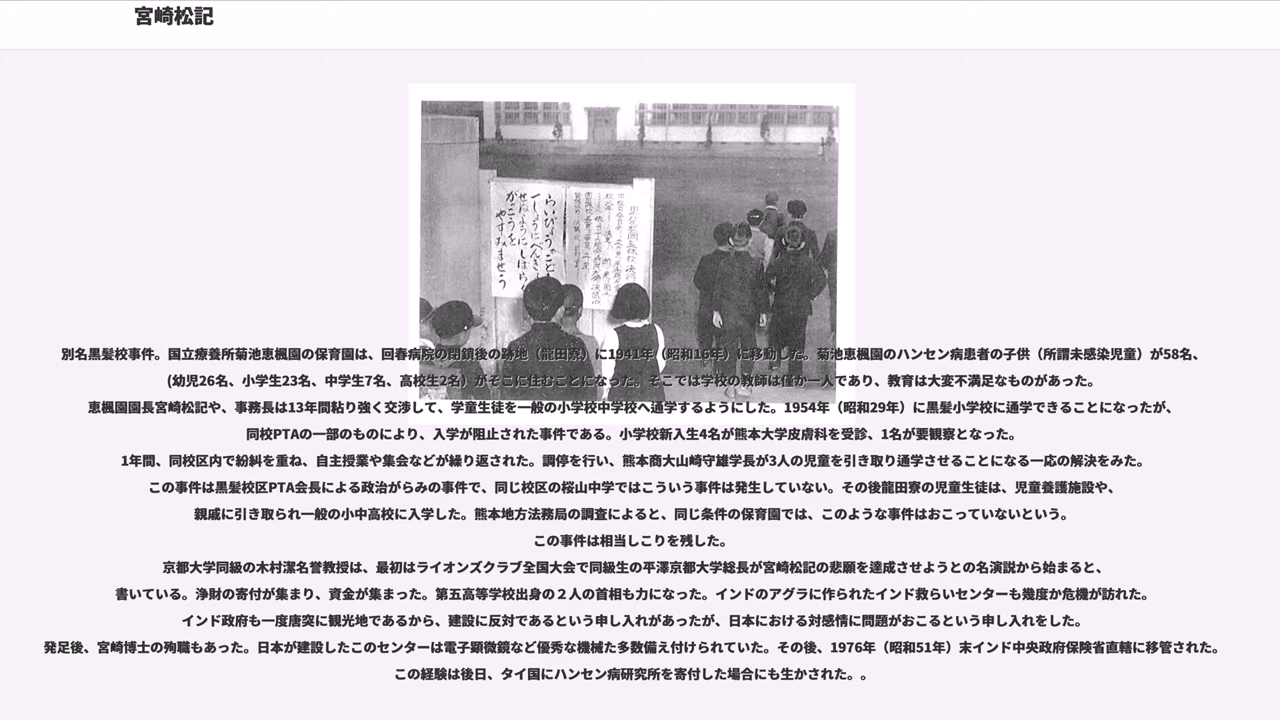 宮崎松記
らいびょうのこと
いっしょにべんきょ
せぬようにしばらく
がっこうを
やすみませう
別名黒髪校事件。国立療養所菊池恵楓園の保育園は、回春病院の閉鎖後の跡地（龍田寮）に1941年（昭和16年）に移動した。菊池恵楓園のハンセン病患者の子供（所謂未感染児童）が58名、
(幼児26名、小学生23名、中学生7名、高校生2名）がそこに住むことになった。そこでは学校の教師は僅か一人であり、教育は大変不満足なものがあった。
恵楓園園長宮崎松記や、事務長は13年間粘り強く交渉して、学童生徒を一般の小学校中学校へ通学するようにした。1954年（昭和29年）に黒髪小学校に通学できることになったが、
同校PTAの一部のものにより、入学が阻止された事件である。小学校新入生4名が熊本大学皮膚科を受診、1名が要観察となった。
1年間、同校区内で紛糾を重ね、自主授業や集会などが繰り返された。調停を行い、熊本商大山崎守雄学長が3人の児童を引き取り通学させることになる一応の解決をみた。
この事件は黒髪校区PTA会長による政治がらみの事件で、同じ校区の桜山中学ではこういう事件は発生していない。その後龍田寮の児童生徒は、児童養護施設や、
親戚に引き取られ一般の小中高校に入学した。熊本地方法務局の調査によると、同じ条件の保育園では、このような事件はおこっていないという。
この事件は相当しこりを残した。
京都大学同級の木村潔名誉教授は、最初はライオンズクラブ全国大会で同級生の平澤京都大学総長が宮崎松記の悲願を達成させようとの名演説から始まると、
書いている。浄財の寄付が集まり、資金が集まった。第五高等学校出身の２人の首相も力になった。インドのアグラに作られたインド救らいセンターも幾度か危機が訪れた。
インド政府も一度唐突に観光地であるから、建設に反対であるという申し入れがあったが、日本における対感情に問題がおこるという申し入れをした。
発足後、宮崎博士の殉職もあった。日本が建設したこのセンターは電子顕微鏡など優秀な機械た多数備え付けられていた。その後、1976年（昭和51年）末インド中央政府保険省直轄に移管された。
この経験は後日、タイ国にハンセン病研究所を寄付した場合にも生かされた。。